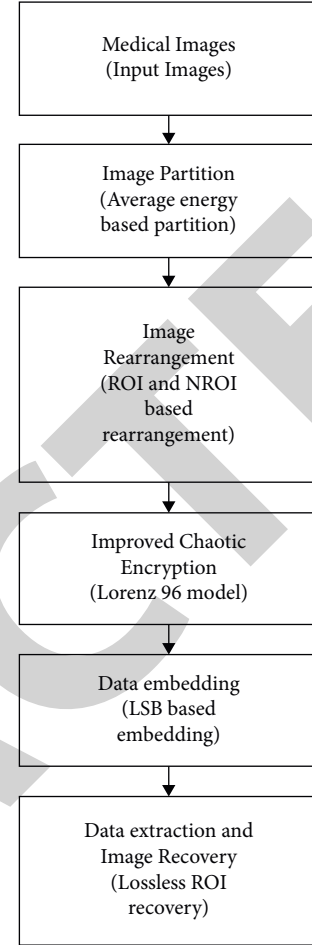 Medical Images
(Input Images)
Image Partition
(Average energy
based partition)
Image
Rearrangement
(ROI and NROI
based
rearrangement)
Improved Chaotic
Encryption
(Lorenz 96 model)
Data embedding
(LSB based
embedding)
Data extraction and
Image Recovery
(Lossless ROI
recovery)